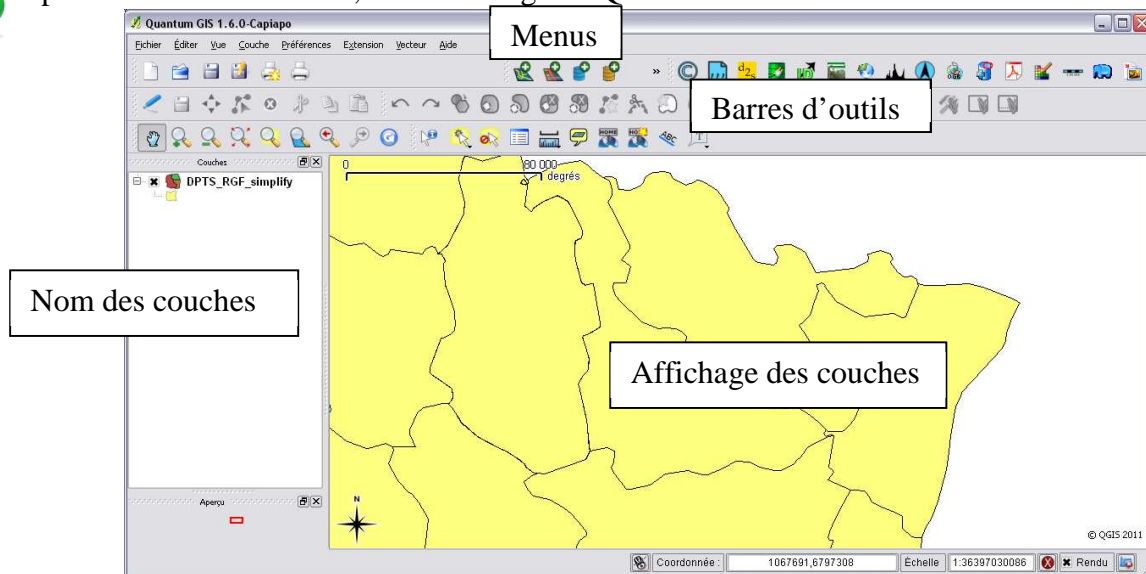 Quantum GIS 1.6.0-Capiapo
Menus
Fichier Éditer Vue Couche Préférences Extension Vecteur Aide
Barres d'outils
Couches
DPTS_RGF_simplify
0 80 000
degrés
Nom des couches
Affichage des couches
Aperçu
N
© QGIS 2011
Coordonnée : 1067691,6797308 Échelle 1:36397030086 Rendu